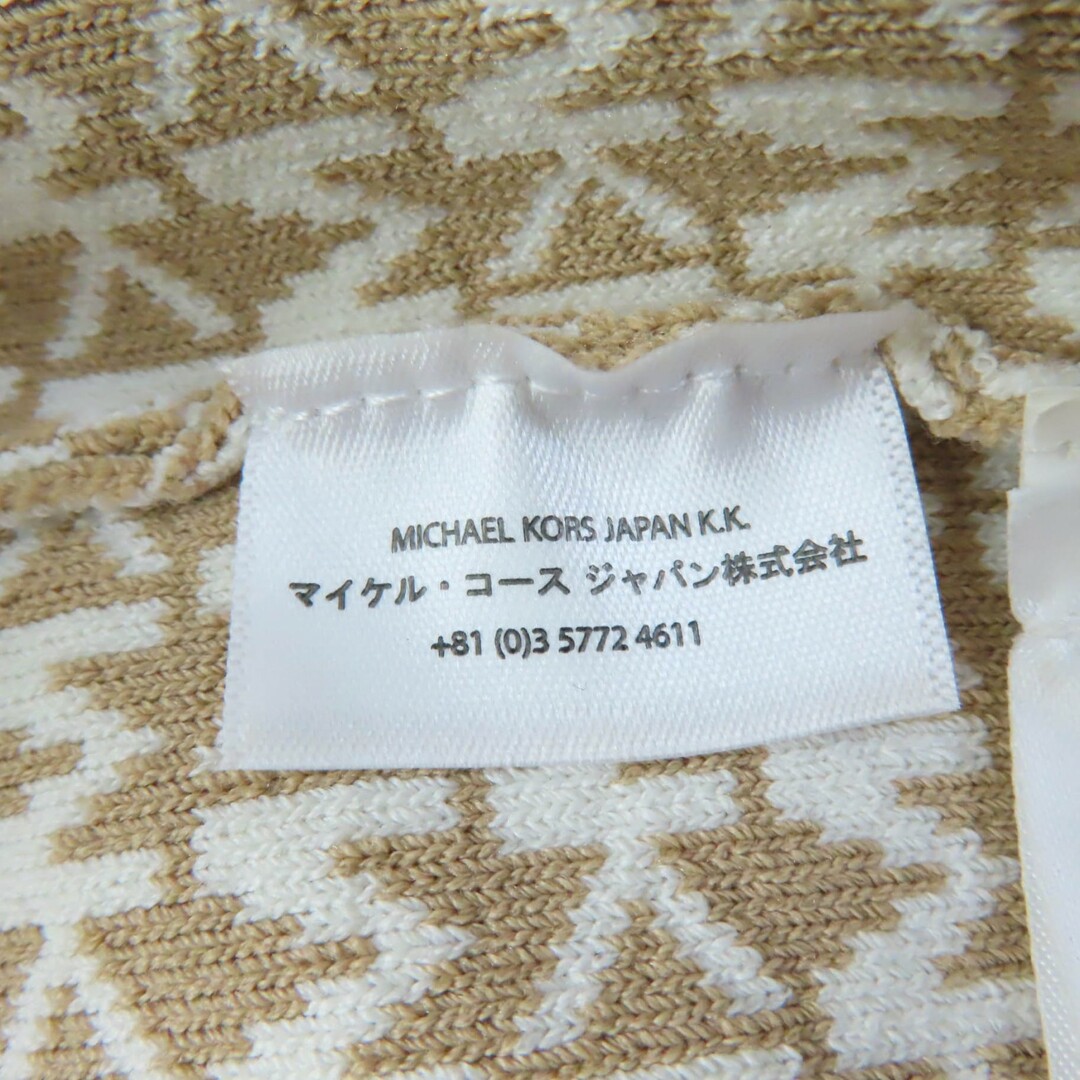 MICHAEL KORS JAPAN K.K.
マイケル・コース ジャパン株式会社
+81 (0)3 5772 4611